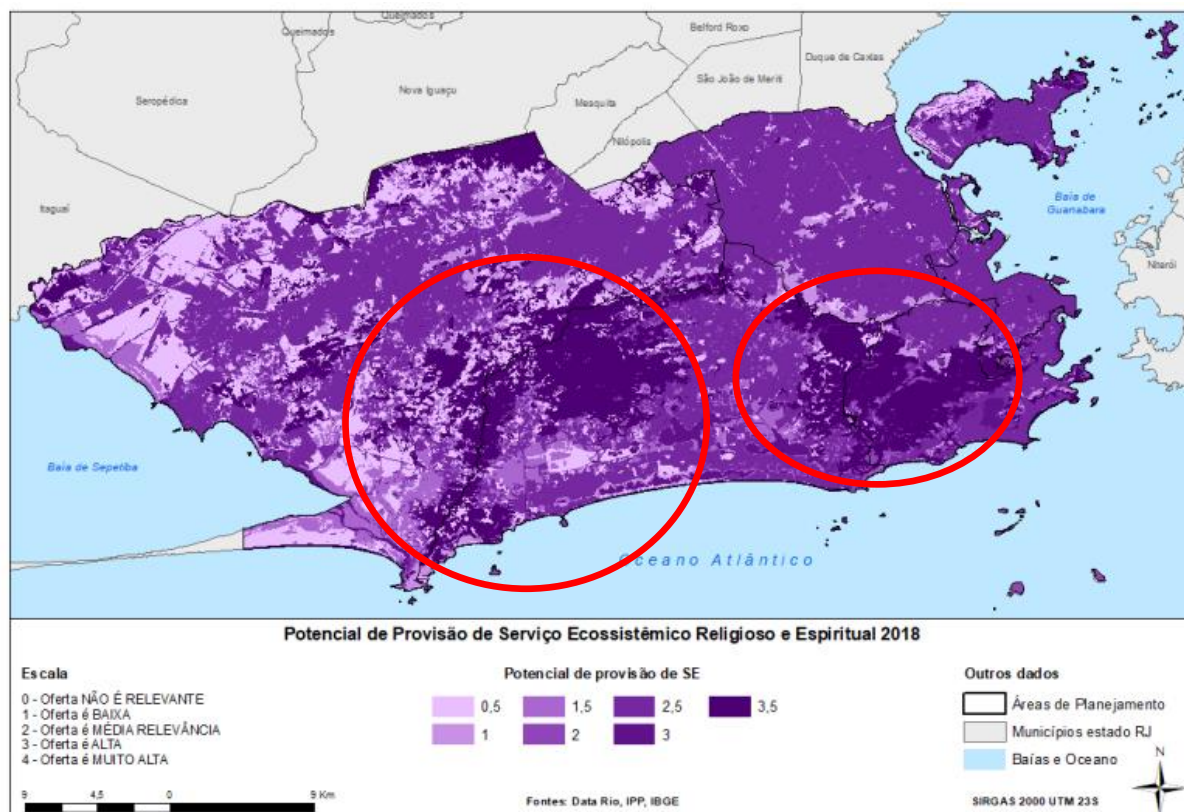 Queimados
Queimados
Belford Roxo
Duque de Caxias
São João de Meriti
Seropédica
Nova Iguaçu
Mesquita
Nilópolis
Itaguaí
Baía de
Guanabara
Niterói
Baía de Sepetiba
Oceano Atlântico
Potencial de Provisão de Serviço Ecossistêmico Religioso e Espiritual 2018
Escala
0 - Oferta NÃO É RELEVANTE
1 - Oferta é BAIXA
2 - Oferta é MÉDIA RELEVÂNCIA
3 - Oferta é ALTA
4 - Oferta é MUITO ALTA
Potencial de provisão de SE
0,5 1,5 2,5 3,5
1 2 3
Outros dados
Áreas de Planejamento
Municípios estado RJ
Baías e Oceano
N
9 4,5 0 9 Km
Fontes: Data Rio, IPP, IBGE
SIRGAS 2000 UTM 23S